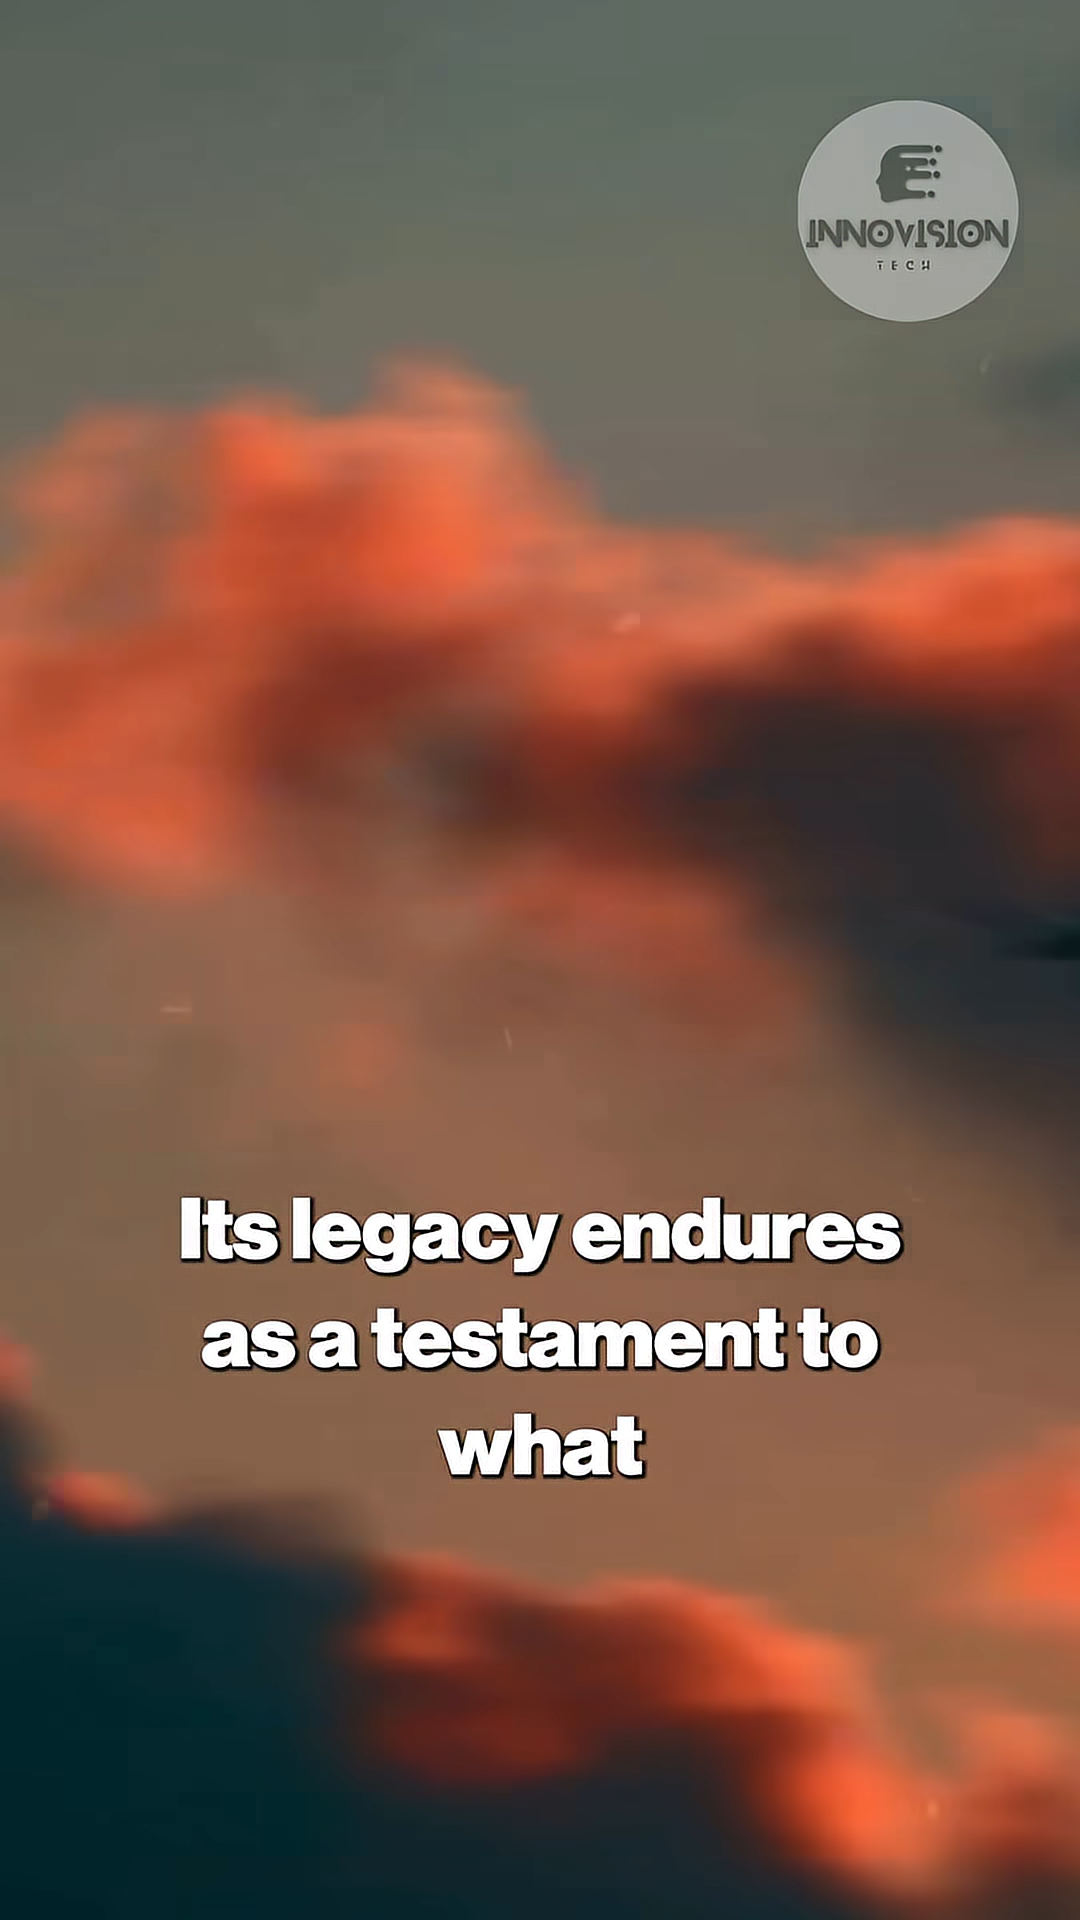 INNOVISION
TECH
Its legacy endures
as a testament to
what